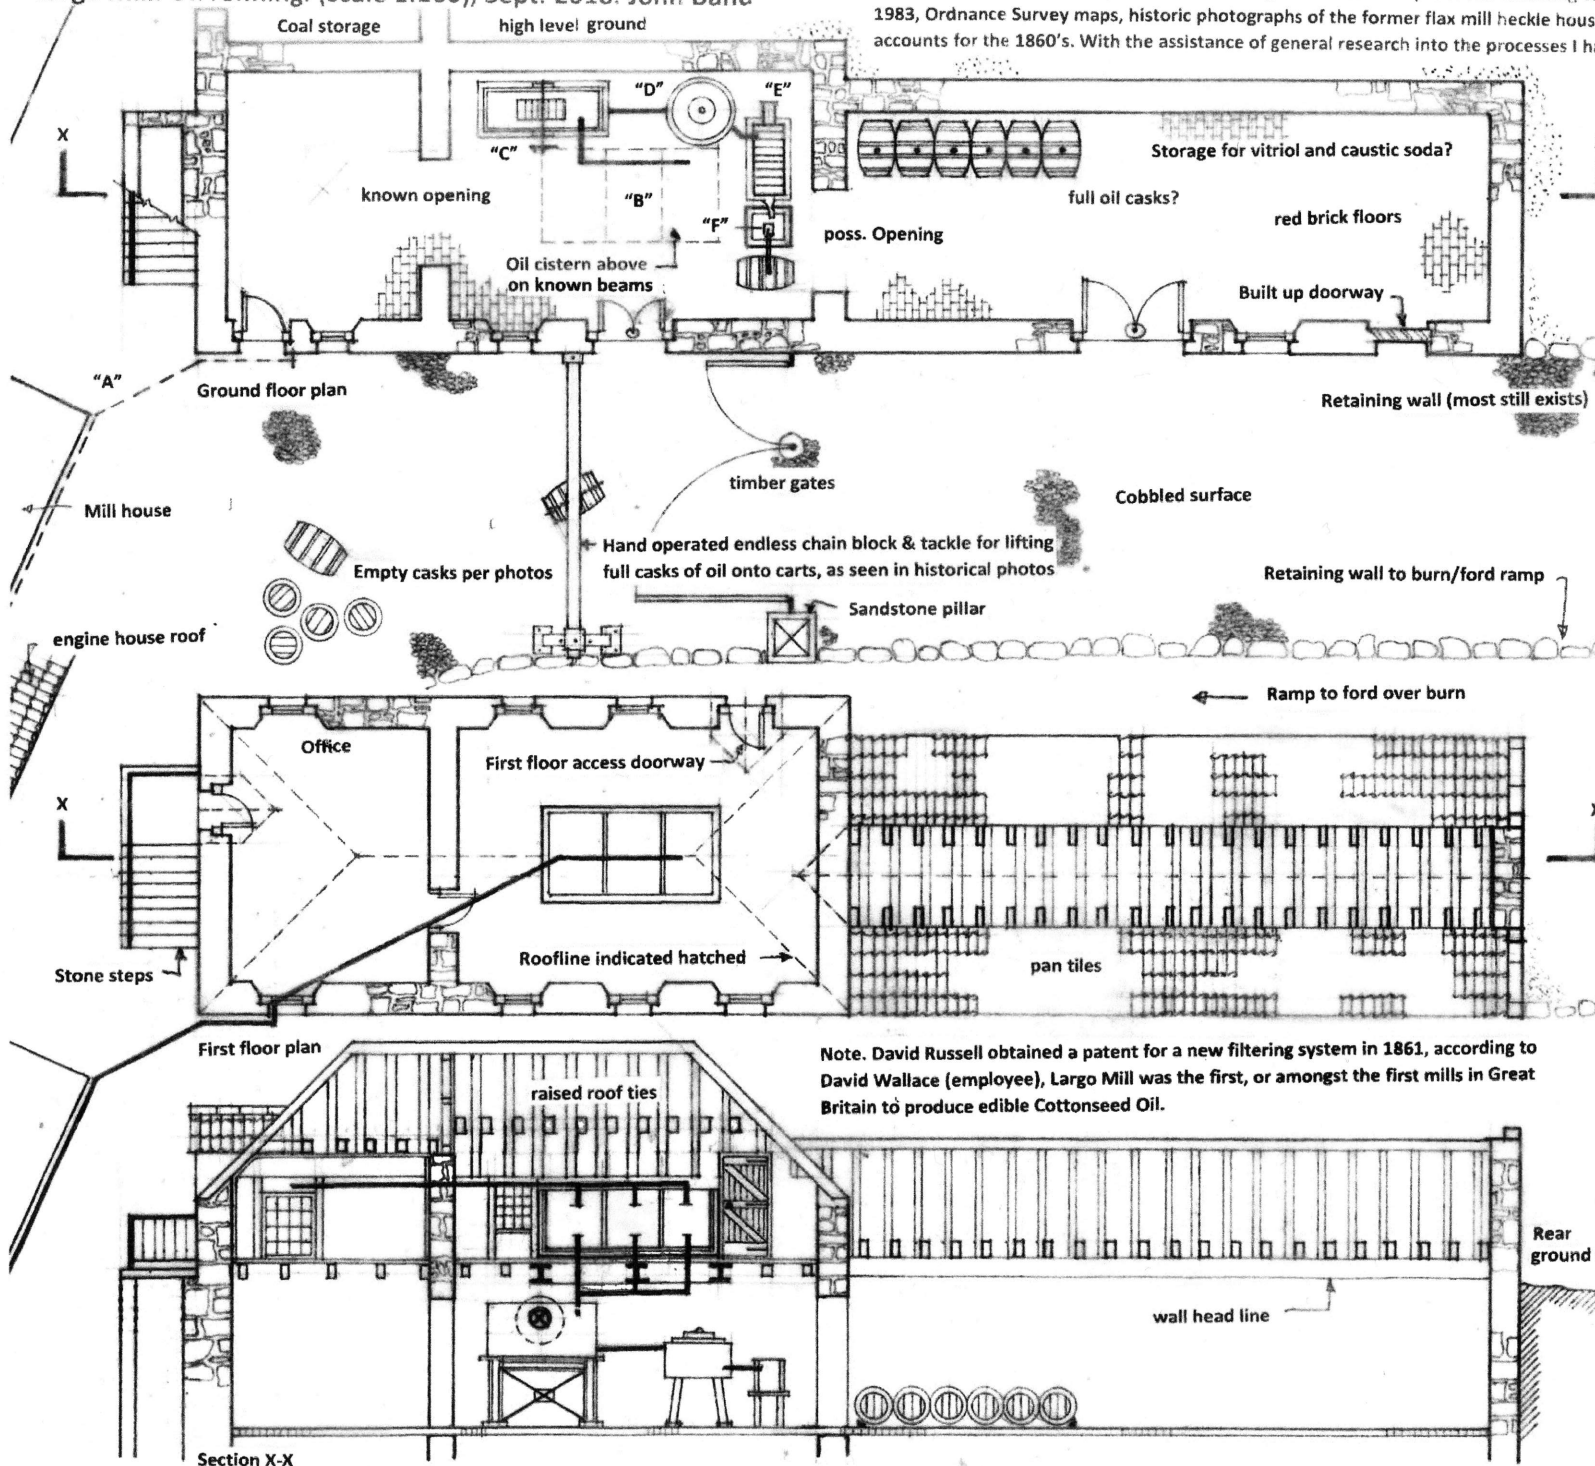 Sept. 2018. John Band
1983, Ordnance Survey maps, historic photographs of the former flax mill heckle
accounts for the 1860's. With the assistance of general research into the processes I
Coal storage
high level ground
"D"
"E"
X
"C"
Storage for vitriol and caustic soda?
known opening
"B"
full oil casks?
"F"
red brick floors
poss. Opening
Oil cistern above
on known beams
Built up doorway
"A"
Ground floor plan
Retaining wall (most still exists)
timber gates
Cobbled surface
Mill house
Hand operated endless chain block & tackle for lifting
full casks of oil onto carts, as seen in historical photos
Empty casks per photos
Retaining wall to burn/ford ramp
Sandstone pillar
engine house roof
Ramp to ford over burn
Office
First floor access doorway
X
Roofline indicated hatched
pan tiles
Stone steps
First floor plan
Note. David Russell obtained a patent for a new filtering system in 1861, according to
David Wallace (employee), Largo Mill was the first, or amongst the first mills in Great
Britain to produce edible Cottonseed Oil.
raised roof ties
Rear
ground
wall head line
Section X-X